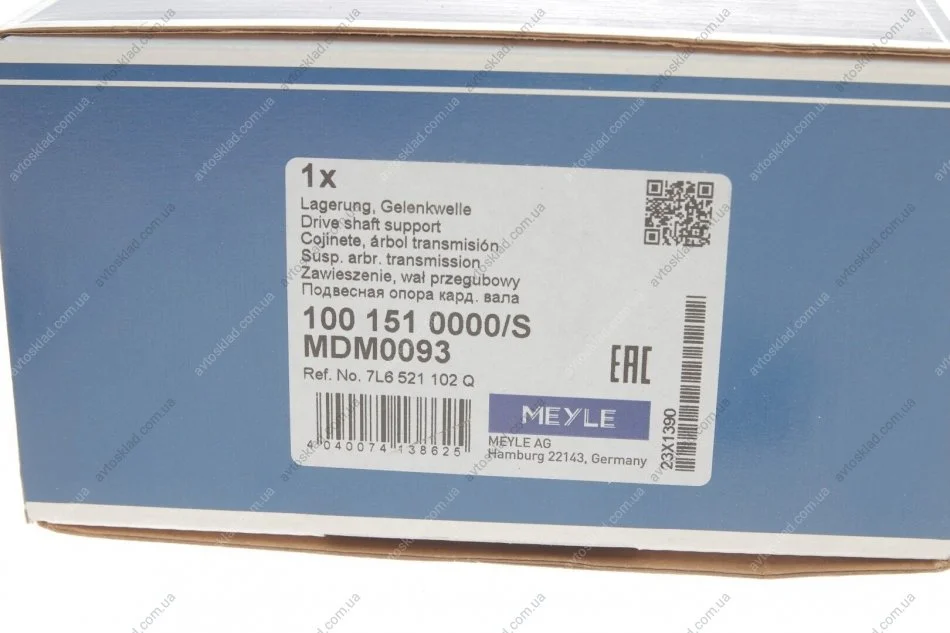 1x
Lagerung, Gelenkwelle
Drive shaft support
Cojinete, árbol transmisión
Susp. arbr. transmission
Zawieszenie, wał przegubowy
Подвесная опора кард. вала
100 151 0000/S
MDM0093
Ref. No. 7L6 521 102 Q
EAC
MEYLE
MEYLE AG
Hamburg 22143, Germany
4 040074 138625
23X1390
avtosklad.com.ua